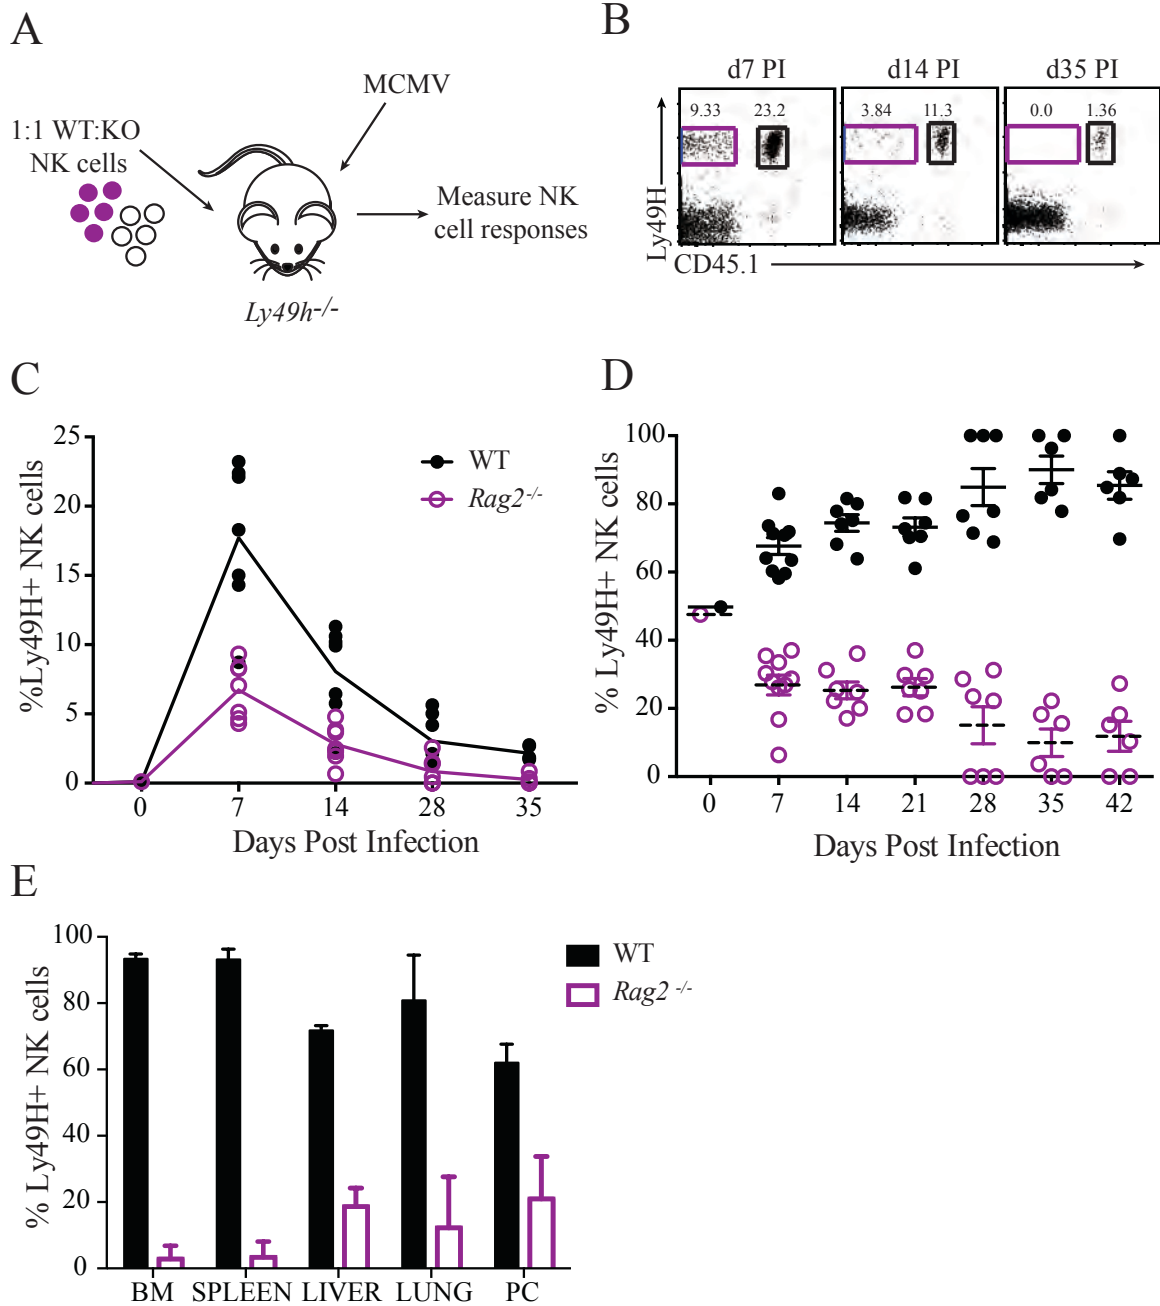 A
MCMV
1:1 WT:KO
NK cells
Measure NK
cell responses
Ly49h-/-
B
d7 PI
d14 PI
d35 PI
9.33
23.2
3.84
11.3
0.0
1.36
Ly49H
CD45.1
C
%Ly49H+ NK cells
25
20
15
10
5
0
WT
Rag2-/-
0
7
14
28
35
Days Post Infection
D
% Ly49H+ NK cells
100
80
60
40
20
0
0
7
14
21
28
35
42
Days Post Infection
E
% Ly49H+ NK cells
100
80
60
40
20
0
WT
Rag2 -/-
BM
SPLEEN
LIVER
LUNG
PC